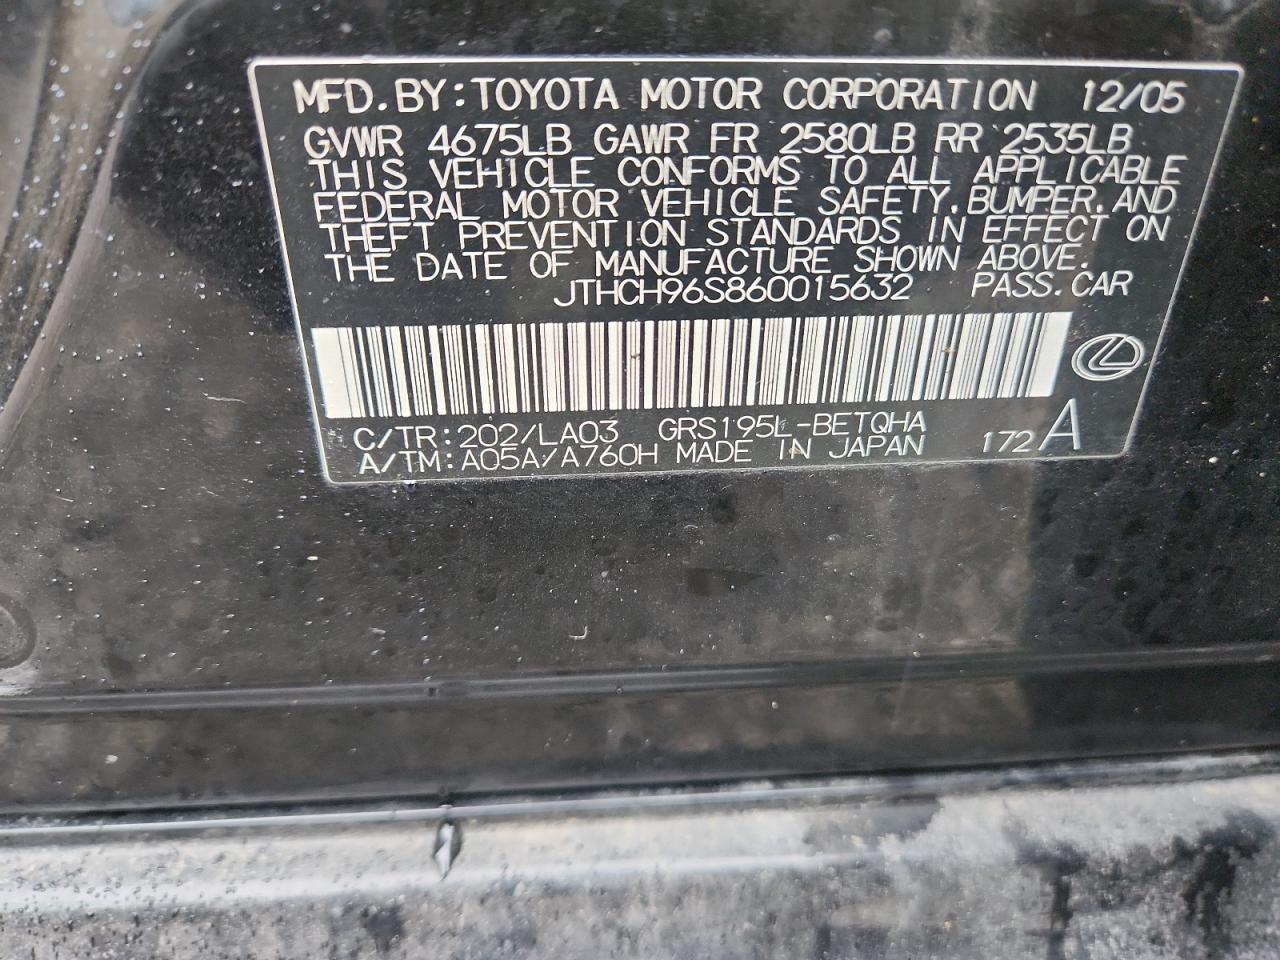 MFD.BY:TOYOTA MOTOR CORPORATION 12/05
GVWR 4675LB GAWR FR 2580LB RR 2535LB
THIS VEHICLE CONFORMS TO ALL APPLICABLE
FEDERAL MOTOR VEHICLE SAFETY,BUMPER,AND
THEFT PREVENTION STANDARDS IN EFFECT ON
THE DATE OF MANUFACTURE SHOWN ABOVE.
JTHCH96S860015632 PASS.CAR
C/TR:202/LA03 GRS195L-BETQHA
A/TM:A05A/A760H MADE IN JAPAN 172A